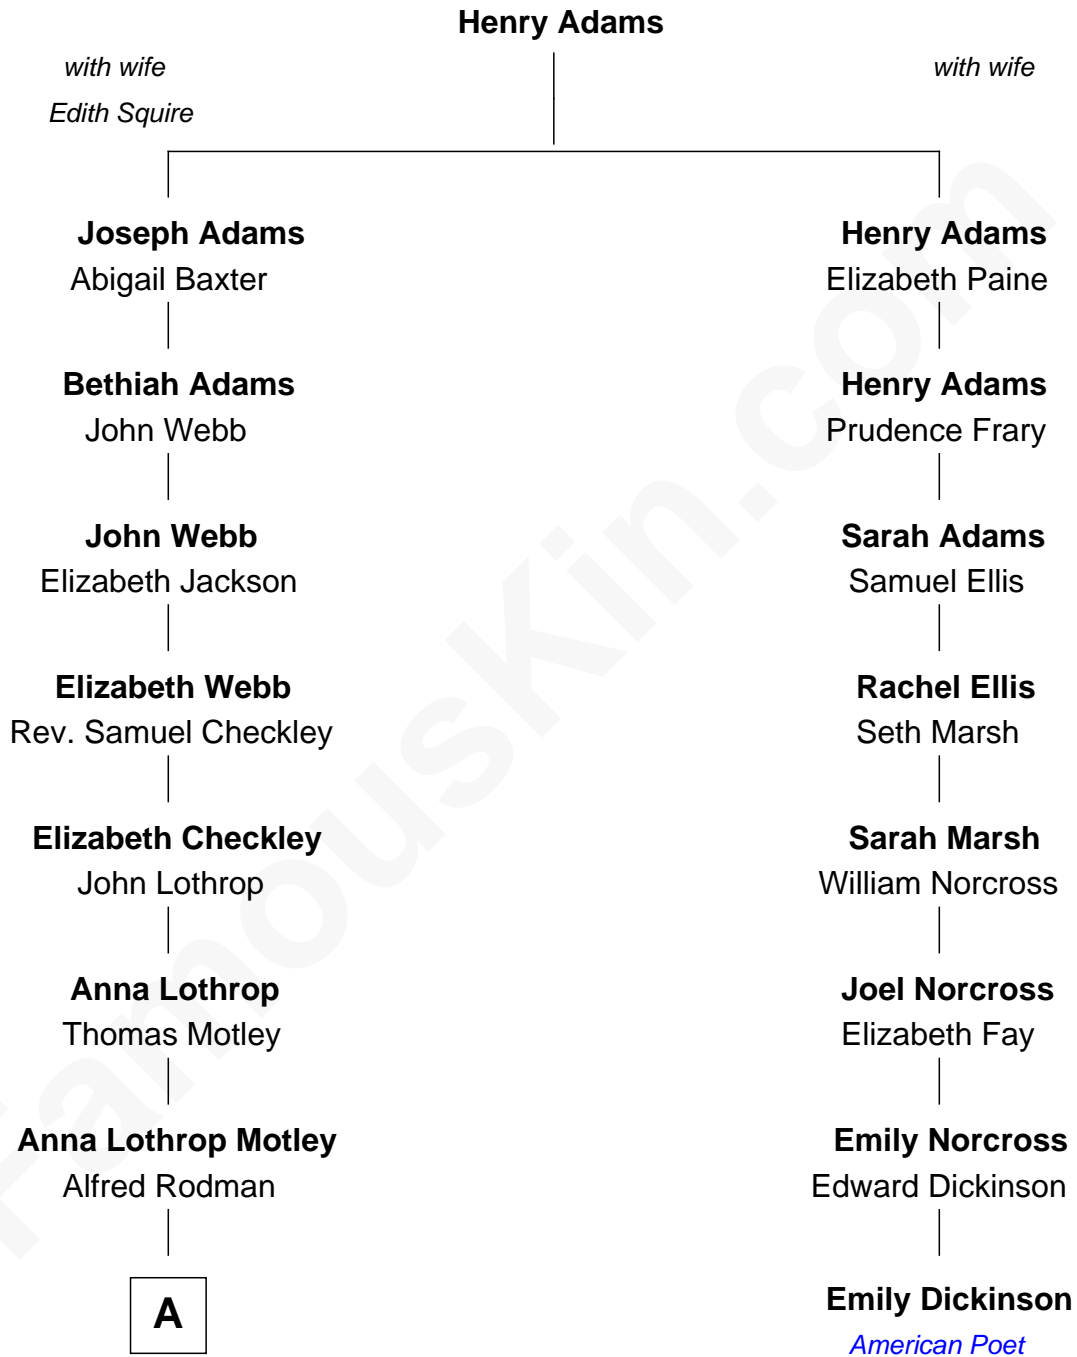 Henry Adams
with wife
Edith Squire
with wife
Joseph Adams
Abigail Baxter
Henry Adams
Elizabeth Paine
Bethiah Adams
John Webb
Henry Adams
Prudence Frary
John Webb
Elizabeth Jackson
Sarah Adams
Samuel Ellis
Elizabeth Webb
Rev. Samuel Checkley
Rachel Ellis
Seth Marsh
Elizabeth Checkley
John Lothrop
Sarah Marsh
William Norcross
Anna Lothrop
Thomas Motley
Joel Norcross
Elizabeth Fay
Anna Lothrop Motley
Alfred Rodman
Emily Norcross
Edward Dickinson
A
Emily Dickinson
American Poet
FamousKin.com